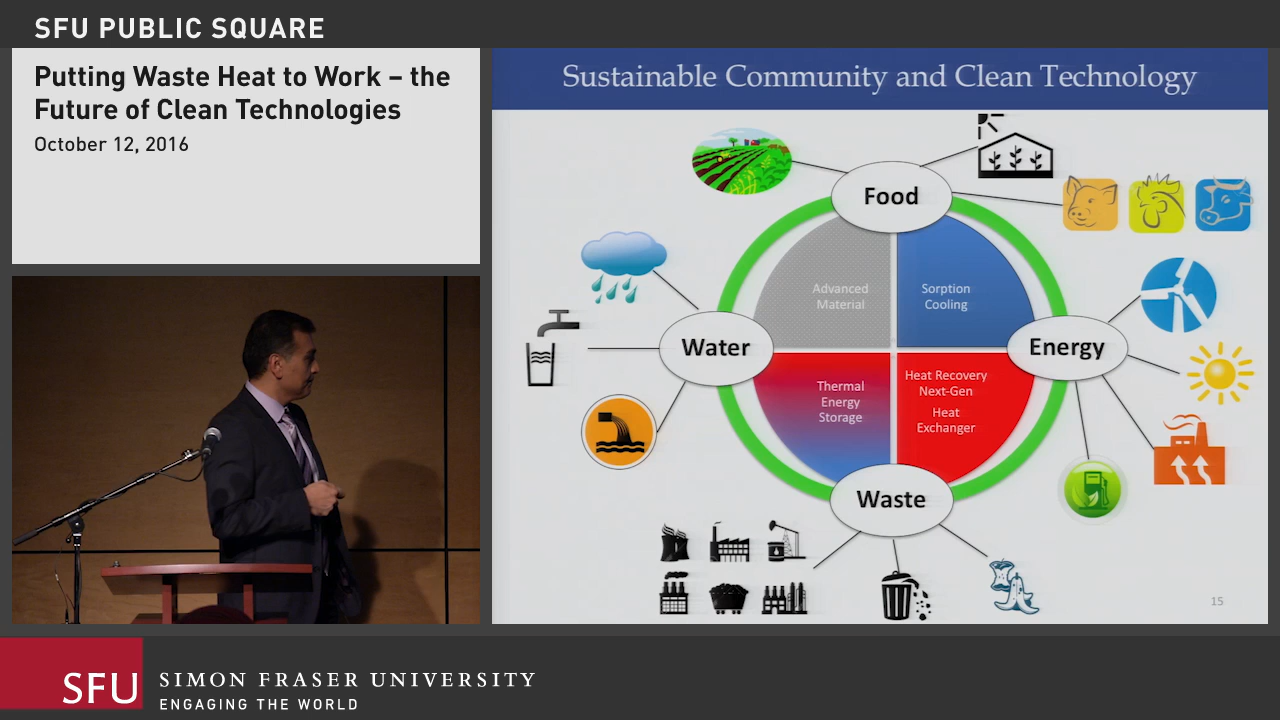 SFU PUBLIC SQUARE
Putting Waste Heat to Work – the
Future of Clean Technologies
October 12, 2016
Sustainable Community and Clean Technology
Food
Advanced
Material
Sorption
Cooling
Water
Energy
Thermal
Energy
Storage
Heat Recovery
Next-Gen
Heat
Exchanger
Waste
15
SFU
SIMON FRASER UNIVERSITY
ENGAGING THE WORLD